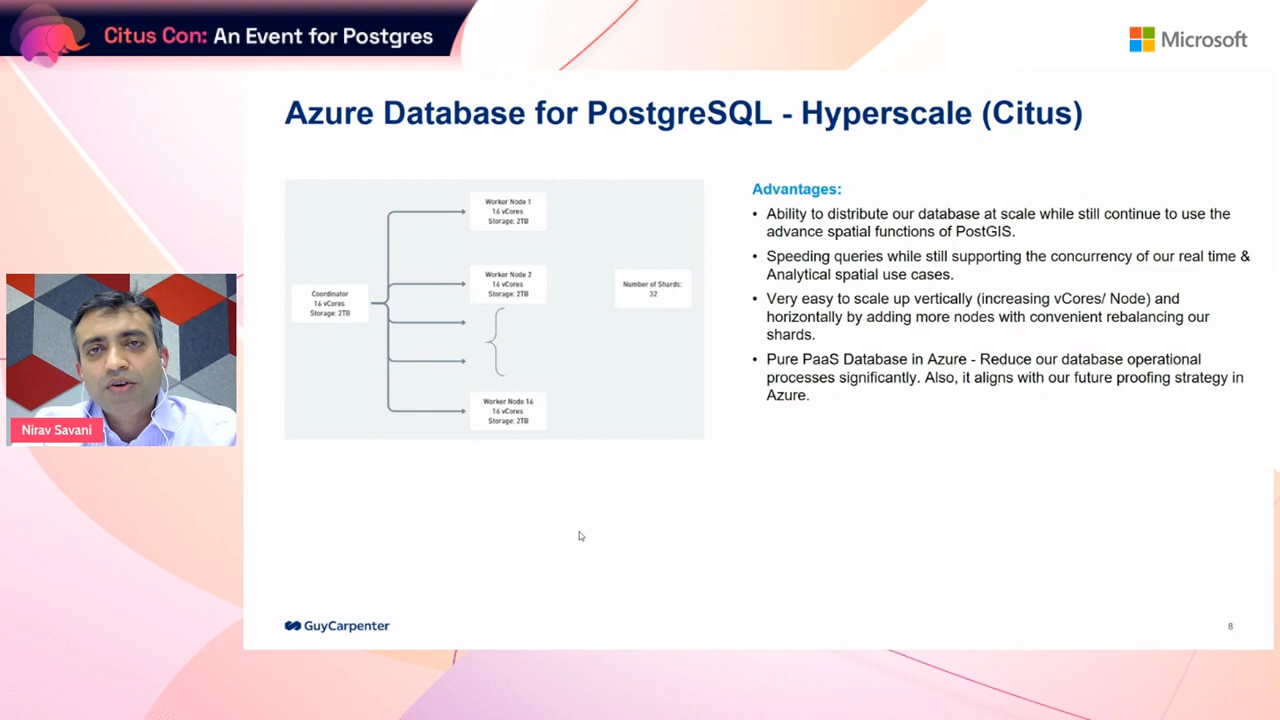 Citus Con: An Event for Postgres
Microsoft
Azure Database for PostgreSQL - Hyperscale (Citus)
Coordinator
16 vCores
Storage: 2TB
Worker Node 1
16 vCores
Storage: 2TB
Worker Node 2
16 vCores
Storage: 2TB
Worker Node 16
16 vCores
Storage: 2TB
Number of Shards:
32
Advantages:
• Ability to distribute our database at scale while still continue to use the
advance spatial functions of PostGIS.
• Speeding queries while still supporting the concurrency of our real time &
Analytical spatial use cases.
• Very easy to scale up vertically (increasing vCores/ Node) and
horizontally by adding more nodes with convenient rebalancing our
shards.
• Pure PaaS Database in Azure - Reduce our database operational
processes significantly. Also, it aligns with our future proofing strategy in
Azure.
Nirav Savani
GuyCarpenter
8